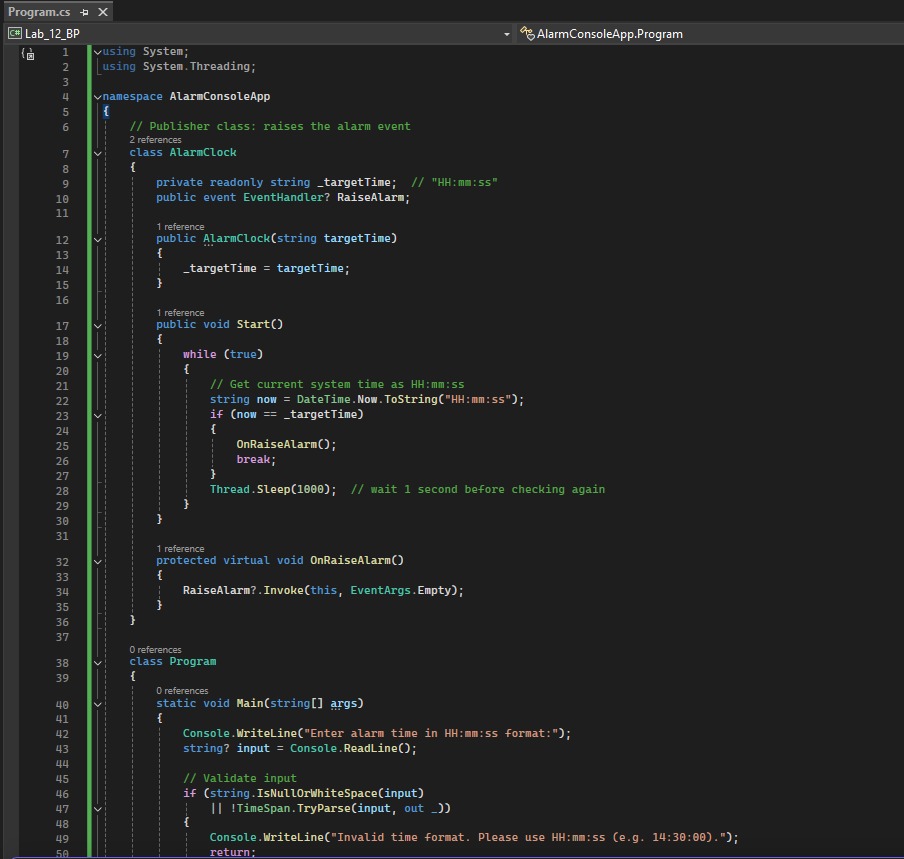 Program.cs
C# Lab_12_BP AlarmConsoleApp.Program
1 using System;
2 using System.Threading;
3
4 namespace AlarmConsoleApp
5 {
6 // Publisher class: raises the alarm event
2 references
7 class AlarmClock
8 {
9 private readonly string _targetTime;  // "HH:mm:ss"
10 public event EventHandler? RaiseAlarm;
11
1 reference
12 public AlarmClock(string targetTime)
13 {
14 _targetTime = targetTime;
15 }
16
1 reference
17 public void Start()
18 {
19 while (true)
20 {
21 // Get current system time as HH:mm:ss
22 string now = DateTime.Now.ToString("HH:mm:ss");
23 if (now == _targetTime)
24 {
25 OnRaiseAlarm();
26 break;
27 }
28 Thread.Sleep(1000);  // wait 1 second before checking again
29 }
30 }
31
1 reference
32 protected virtual void OnRaiseAlarm()
33 {
34 RaiseAlarm?.Invoke(this, EventArgs.Empty);
35 }
36 }
37
0 references
38 class Program
39 {
0 references
40 static void Main(string[] args)
41 {
42 Console.WriteLine("Enter alarm time in HH:mm:ss format:");
43 string? input = Console.ReadLine();
44
45 // Validate input
46 if (string.IsNullOrWhiteSpace(input)
47 || !TimeSpan.TryParse(input, out _))
48 {
49 Console.WriteLine("Invalid time format. Please use HH:mm:ss (e.g. 14:30:00).");
50 return;